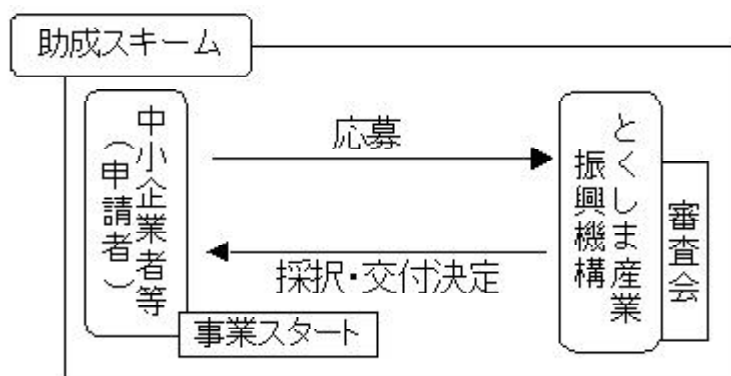 助成スキーム
中小企業者等
（申請者）
応募
とくしま産業
振興機構
審査会
採択・交付決定
事業スタート